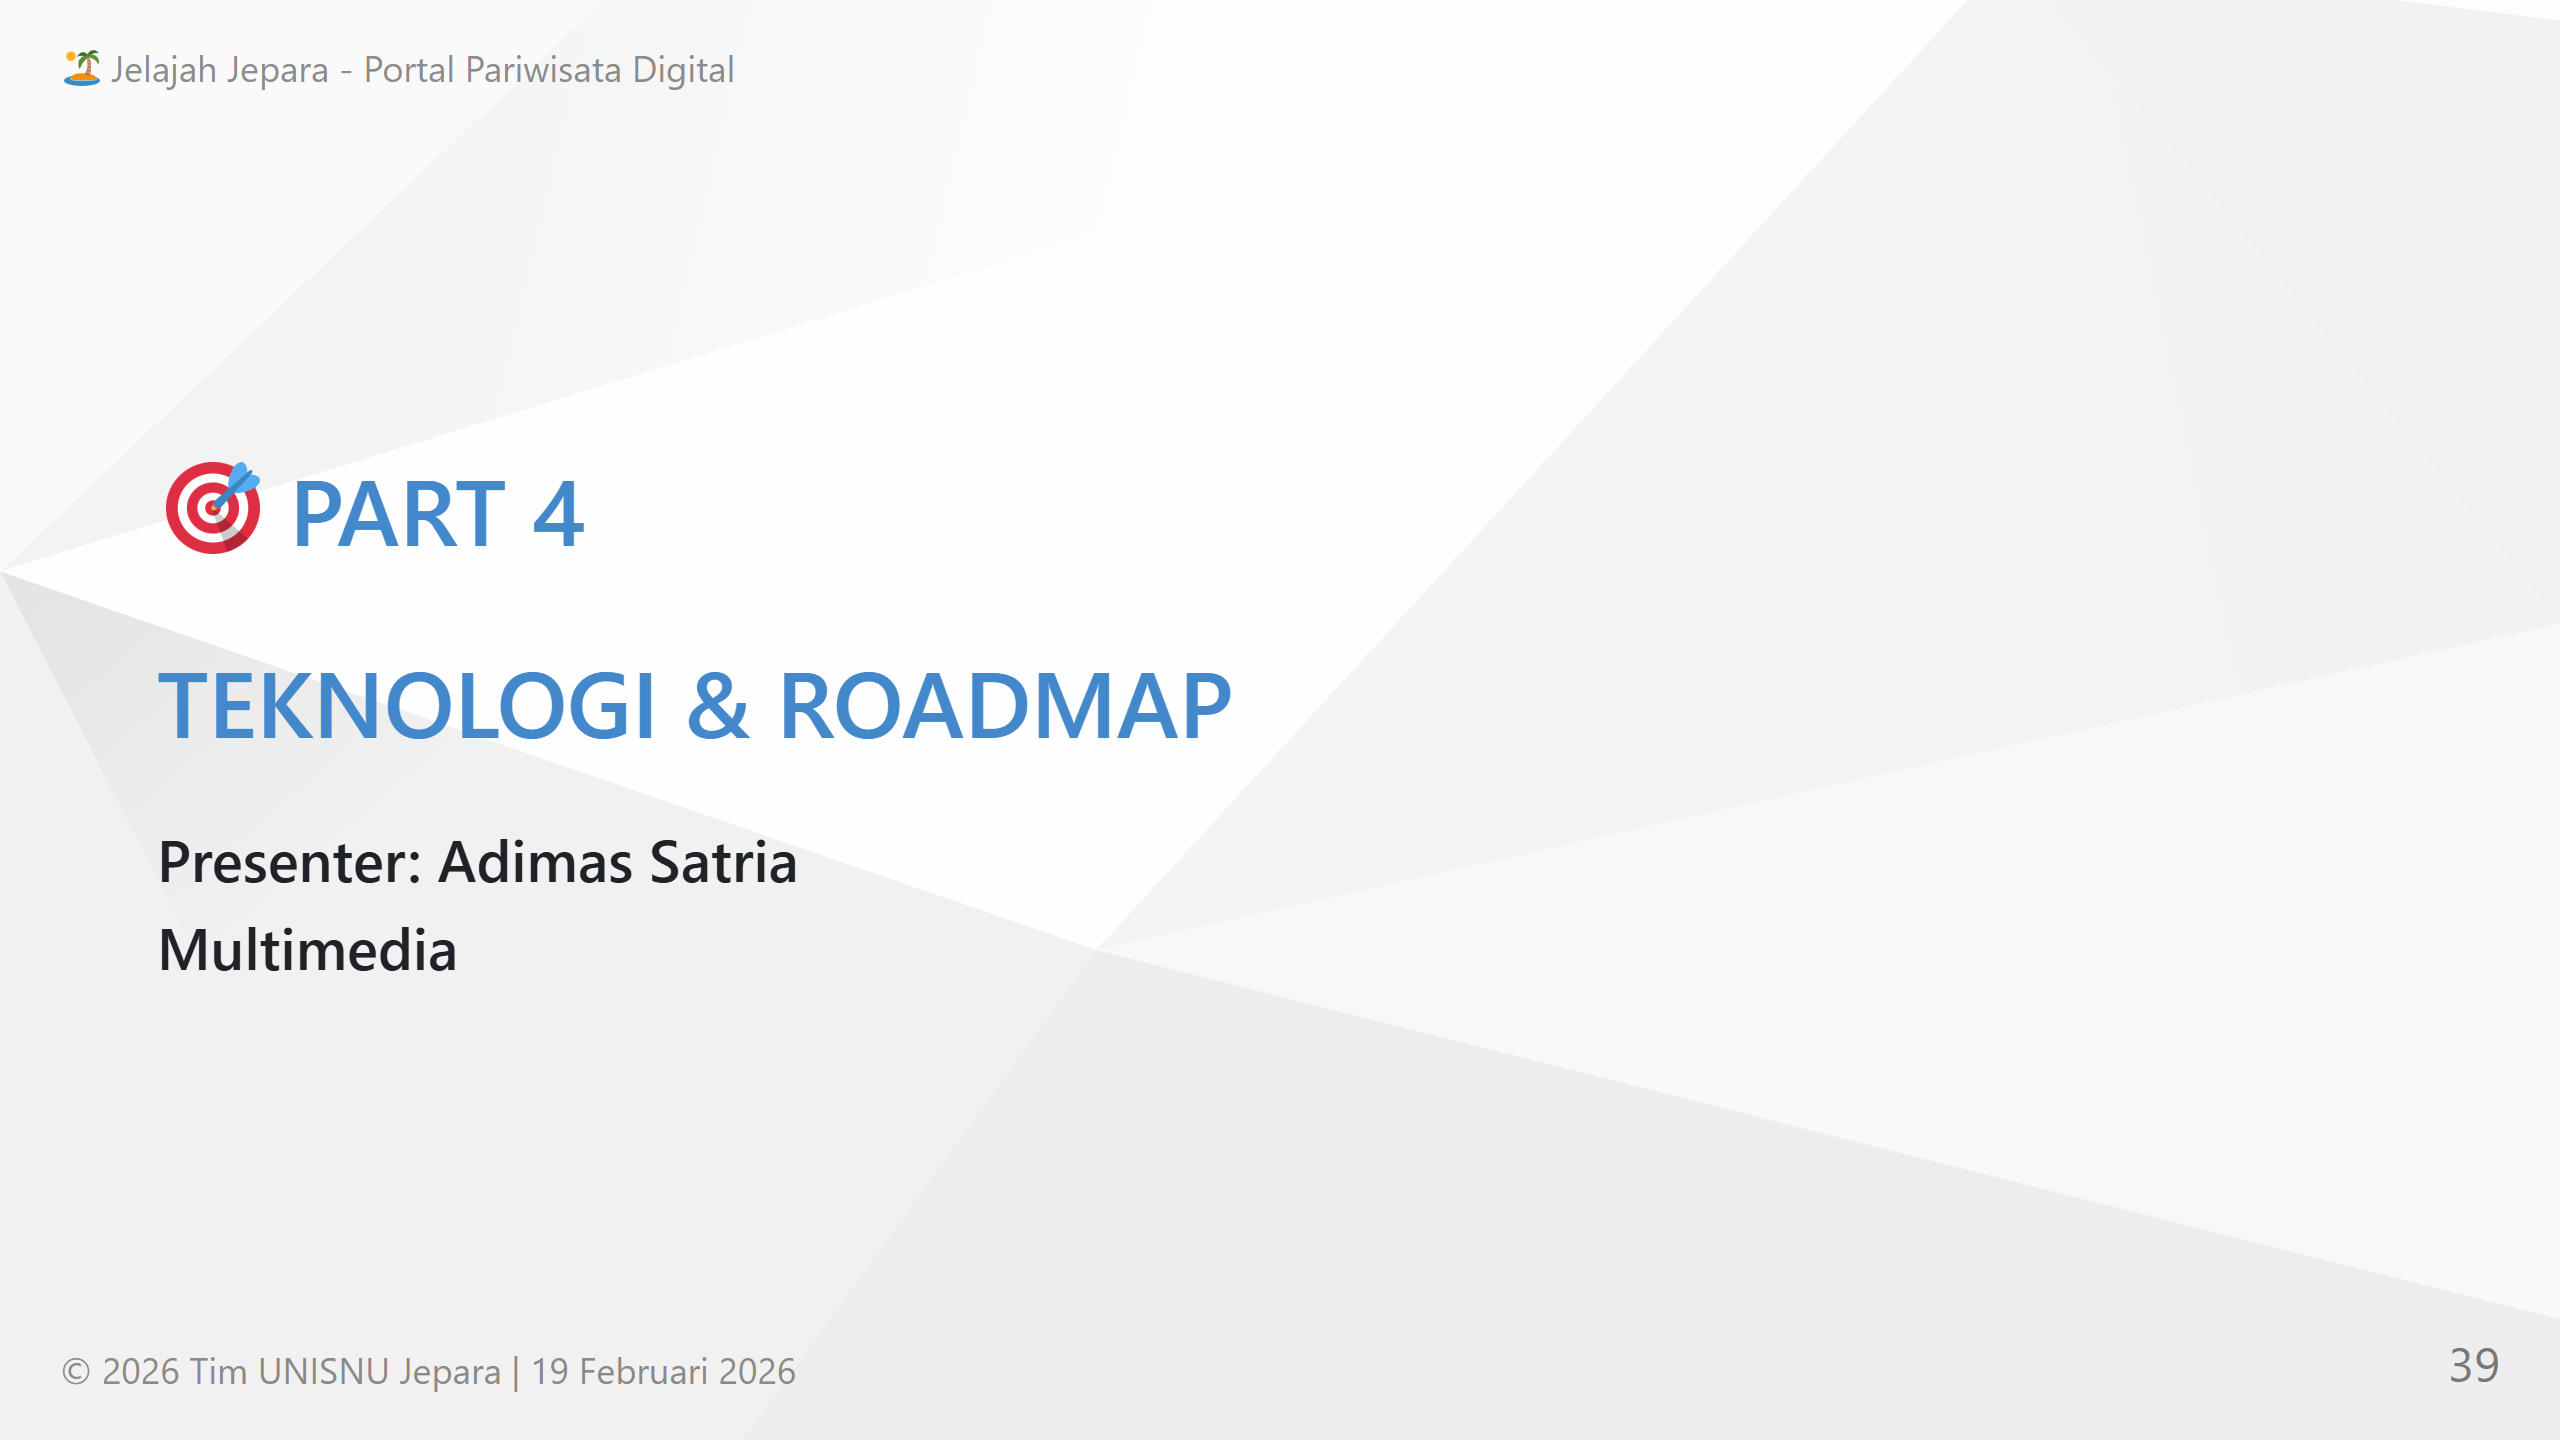 🏝️ Jelajah Jepara - Portal Pariwisata Digital
🎯 PART 4
TEKNOLOGI & ROADMAP
Presenter: Adimas Satria
Multimedia
© 2026 Tim UNISNU Jepara | 19 Februari 2026
39